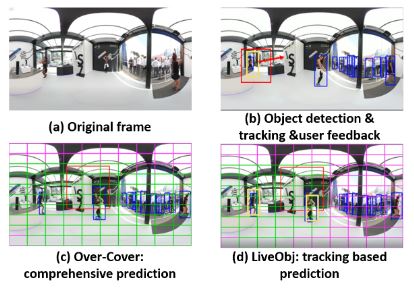 (a) Original frame
(b) Object detection &
tracking &user feedback
(c) Over-Cover:
comprehensive prediction
(d) LiveObj: tracking based
prediction